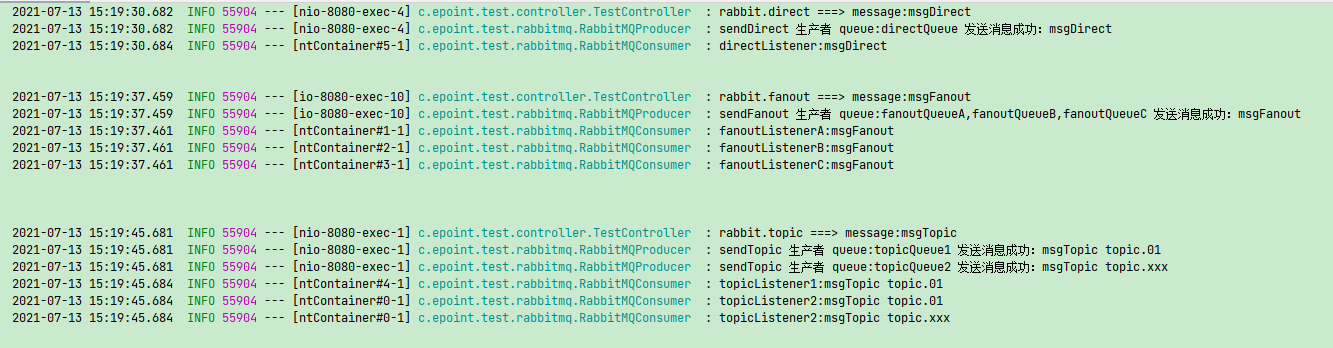 2021-07-13 15:19:30.682 INFO 55904 --- [nio-8080-exec-4] c.epoint.test.controller.TestController : rabbit.direct ===> message:msgDirect
2021-07-13 15:19:30.682 INFO 55904 --- [nio-8080-exec-4] c.epoint.test.rabbitmq.RabbitMQProducer : sendDirect 生产者 queue:directQueue 发送消息成功：msgDirect
2021-07-13 15:19:30.684 INFO 55904 --- [ntContainer#5-1] c.epoint.test.rabbitmq.RabbitMQConsumer : directListener:msgDirect
2021-07-13 15:19:37.459 INFO 55904 --- [io-8080-exec-10] c.epoint.test.controller.TestController : rabbit.fanout ===> message:msgFanout
2021-07-13 15:19:37.459 INFO 55904 --- [io-8080-exec-10] c.epoint.test.rabbitmq.RabbitMQProducer : sendFanout 生产者 queue:fanoutQueueA,fanoutQueueB,fanoutQueueC 发送消息成功：msgFanout
2021-07-13 15:19:37.461 INFO 55904 --- [ntContainer#1-1] c.epoint.test.rabbitmq.RabbitMQConsumer : fanoutListenerA:msgFanout
2021-07-13 15:19:37.461 INFO 55904 --- [ntContainer#2-1] c.epoint.test.rabbitmq.RabbitMQConsumer : fanoutListenerB:msgFanout
2021-07-13 15:19:37.461 INFO 55904 --- [ntContainer#3-1] c.epoint.test.rabbitmq.RabbitMQConsumer : fanoutListenerC:msgFanout
2021-07-13 15:19:45.681 INFO 55904 --- [nio-8080-exec-1] c.epoint.test.controller.TestController : rabbit.topic ===> message:msgTopic
2021-07-13 15:19:45.681 INFO 55904 --- [nio-8080-exec-1] c.epoint.test.rabbitmq.RabbitMQProducer : sendTopic 生产者 queue:topicQueue1 发送消息成功：msgTopic topic.01
2021-07-13 15:19:45.681 INFO 55904 --- [nio-8080-exec-1] c.epoint.test.rabbitmq.RabbitMQProducer : sendTopic 生产者 queue:topicQueue2 发送消息成功：msgTopic topic.xxx
2021-07-13 15:19:45.684 INFO 55904 --- [ntContainer#4-1] c.epoint.test.rabbitmq.RabbitMQConsumer : topicListener1:msgTopic topic.01
2021-07-13 15:19:45.684 INFO 55904 --- [ntContainer#0-1] c.epoint.test.rabbitmq.RabbitMQConsumer : topicListener2:msgTopic topic.01
2021-07-13 15:19:45.684 INFO 55904 --- [ntContainer#0-1] c.epoint.test.rabbitmq.RabbitMQConsumer : topicListener2:msgTopic topic.xxx